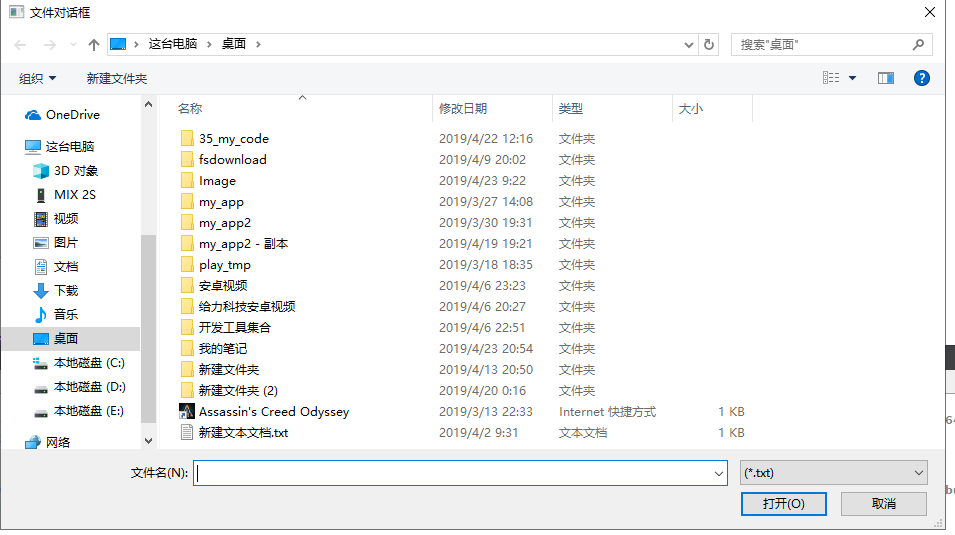 文件对话框
这台电脑 桌面 搜索"桌面"
组织 新建文件夹
名称 修改日期 类型 大小
OneDrive
这台电脑
3D 对象
MIX 2S
视频
图片
文档
下载
音乐
桌面
本地磁盘 (C:)
本地磁盘 (D:)
本地磁盘 (E:)
网络
35_my_code 2019/4/22 12:16 文件夹
fsdownload 2019/4/9 20:02 文件夹
Image 2019/4/23 9:22 文件夹
my_app 2019/3/27 14:08 文件夹
my_app2 2019/3/30 19:31 文件夹
my_app2 - 副本 2019/4/19 19:21 文件夹
play_tmp 2019/3/18 18:35 文件夹
安卓视频 2019/4/6 23:23 文件夹
给力科技安卓视频 2019/4/6 20:27 文件夹
开发工具集合 2019/4/6 22:51 文件夹
我的笔记 2019/4/23 20:54 文件夹
新建文件夹 2019/4/13 20:50 文件夹
新建文件夹 (2) 2019/4/20 0:16 文件夹
Assassin's Creed Odyssey 2019/3/13 22:33 Internet 快捷方式 1 KB
新建文本文档.txt 2019/4/2 9:31 文本文档 1 KB
文件名(N): (*.txt)
打开(O) 取消